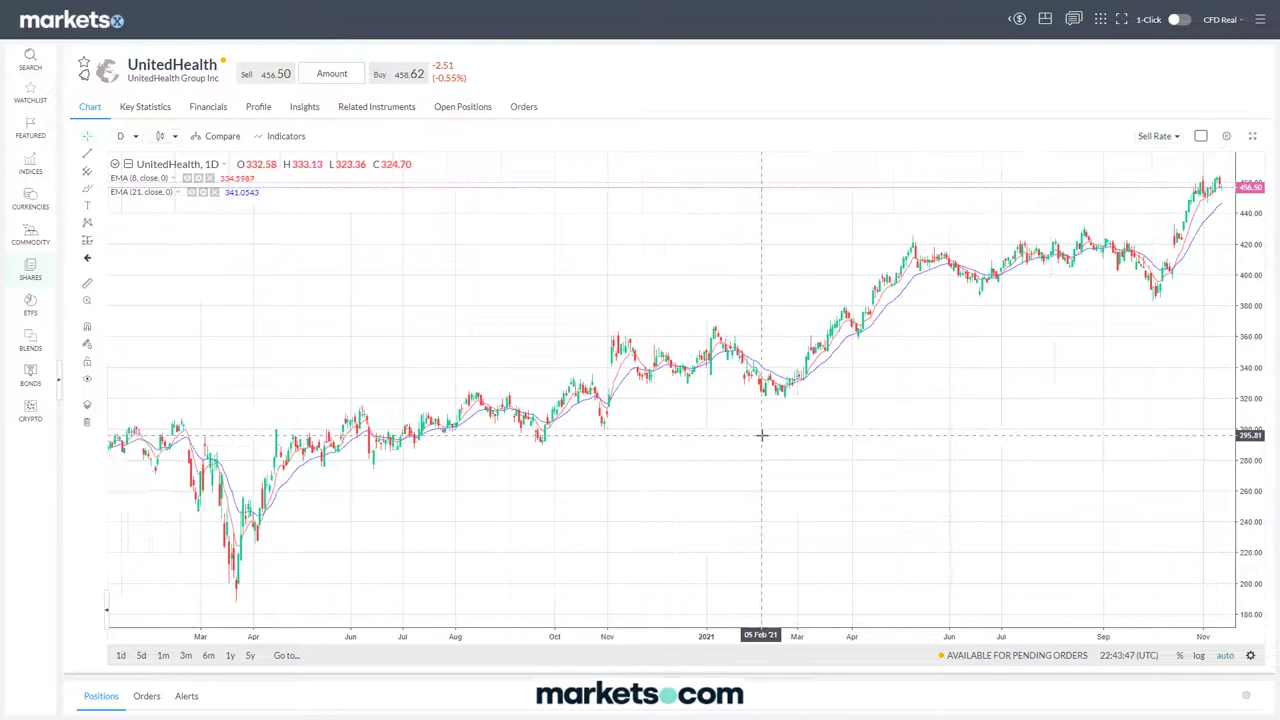 marketsx
1-Click
CFD Real
SEARCH
WATCHLIST
FEATURED
INDICES
CURRENCIES
COMMODITY
SHARES
ETFS
BLENDS
BONDS
CRYPTO
UnitedHealth
UnitedHealth Group Inc
Sell 456.50
Amount
Buy 458.62
-2.51
(-0.55%)
Chart Key Statistics Financials Profile Insights Related Instruments Open Positions Orders
D Compare Indicators
Sell Rate
UnitedHealth, 1D O332.58 H333.13 L323.36 C324.70
EMA (8, close, 0) 334.5987
EMA (21, close, 0) 341.0543
456.50
440.00
420.00
400.00
380.00
360.00
340.00
320.00
295.81
280.00
260.00
240.00
220.00
200.00
180.00
Mar Apr Jun Jul Aug Oct Nov 2021 05 Feb '21 Mar Apr Jun Jul Sep Nov
1d 5d 1m 3m 6m 1y 5y Go to...
AVAILABLE FOR PENDING ORDERS 22:43:47 (UTC) % log auto
Positions Orders Alerts
markets.com